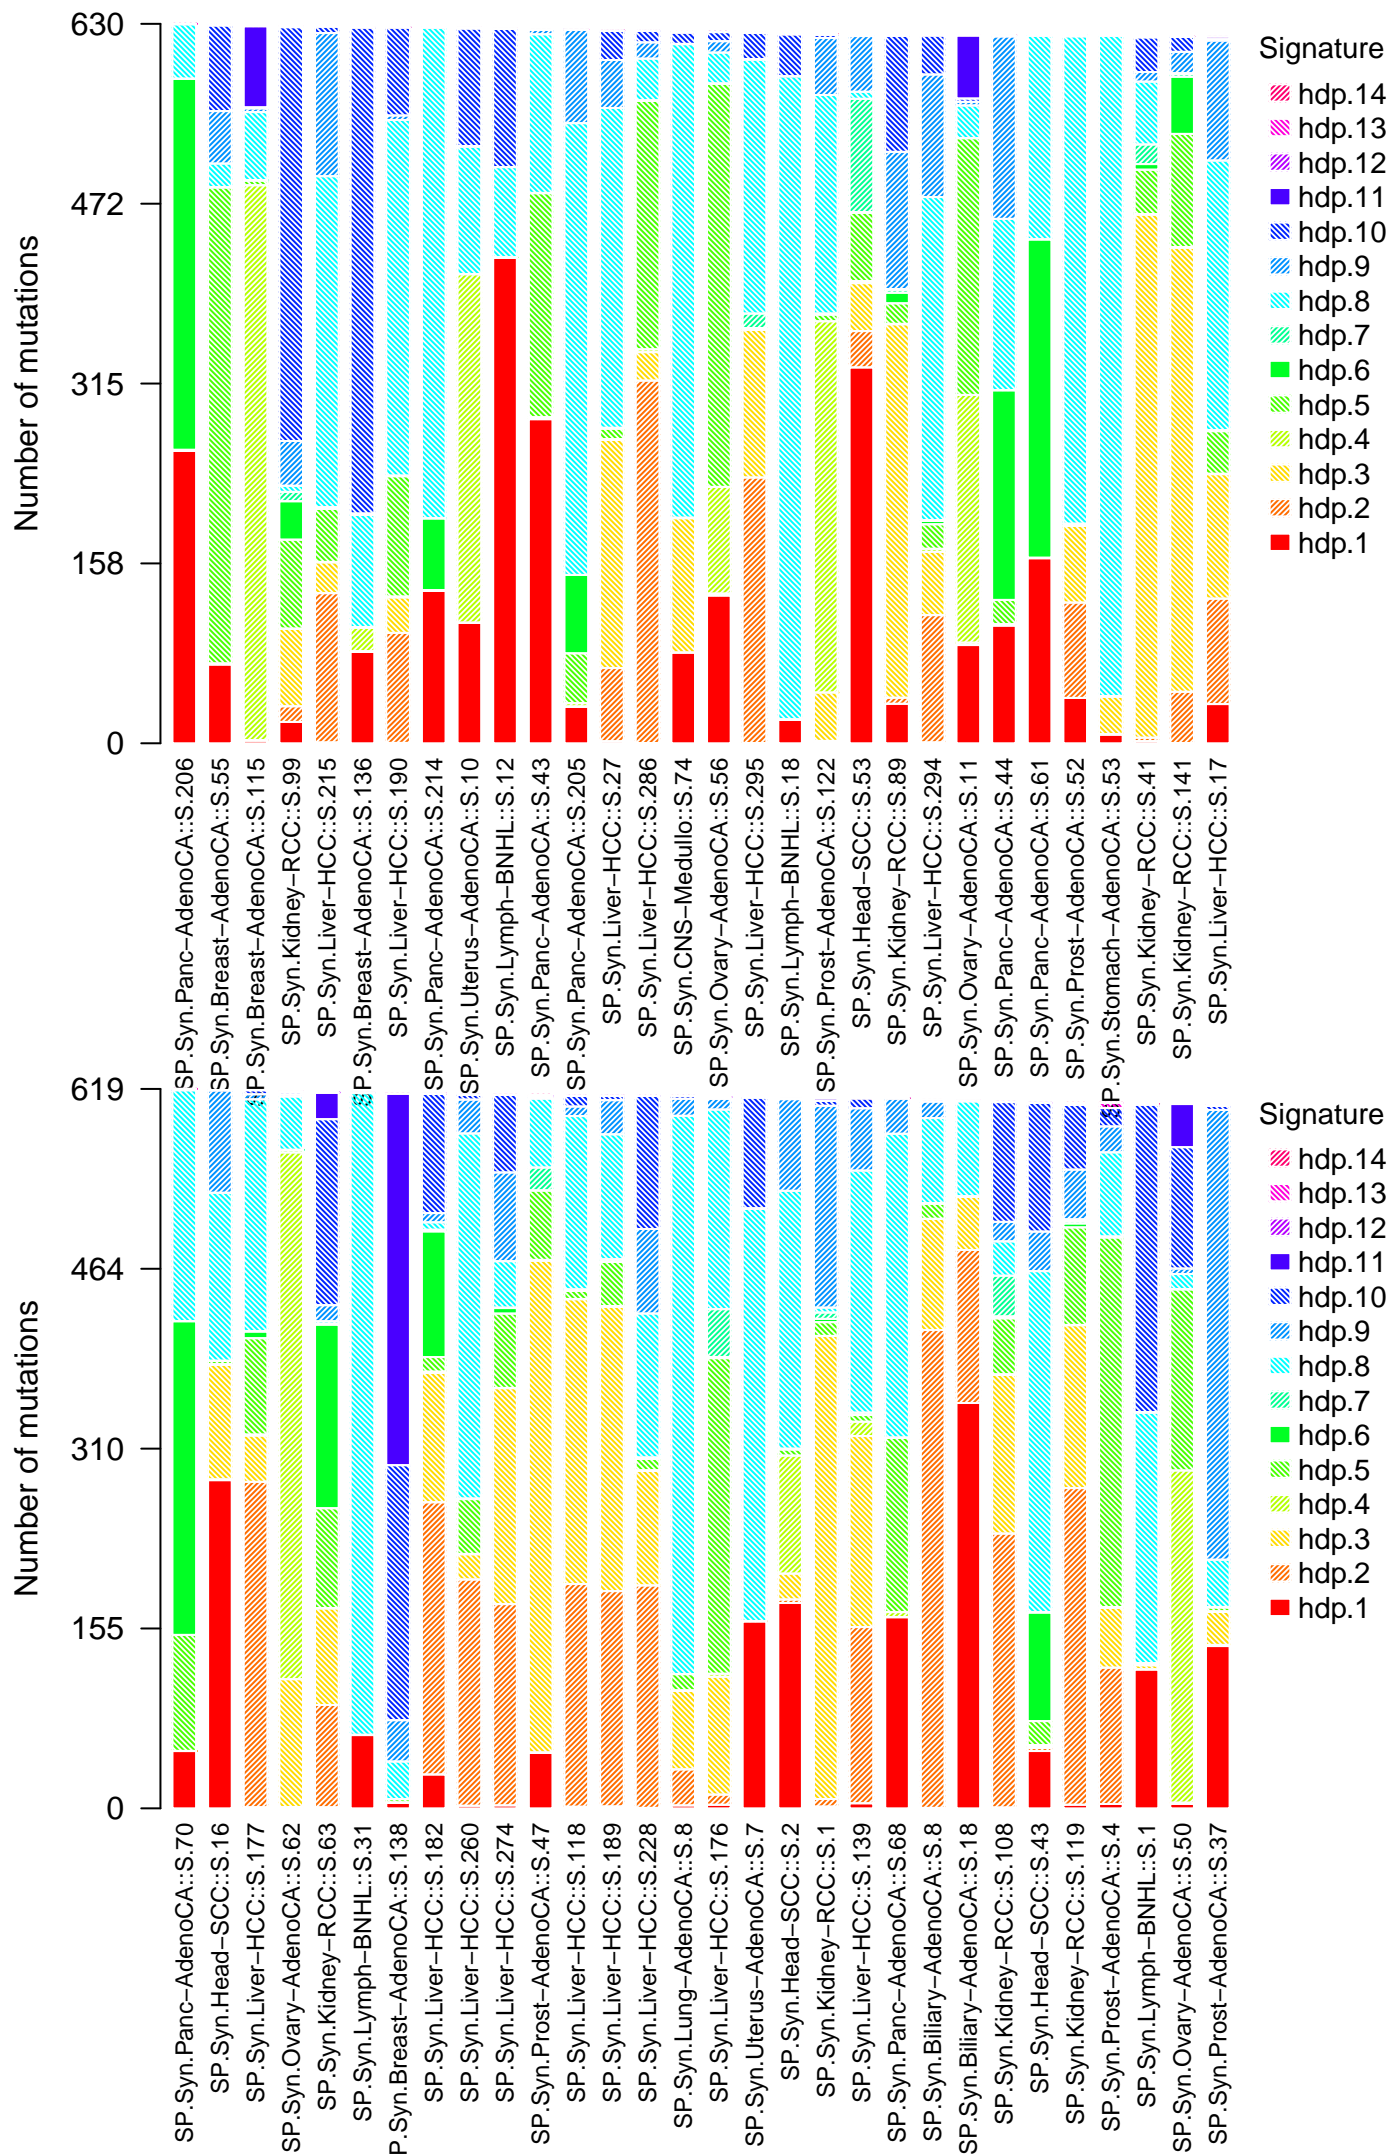 Number of mutations
630
472
315
158
0
Signature
hdp.14
hdp.13
hdp.12
hdp.11
hdp.10
hdp.9
hdp.8
hdp.7
hdp.6
hdp.5
hdp.4
hdp.3
hdp.2
hdp.1
SP.Syn.Panc−AdenoCA::S.206
SP.Syn.Breast−AdenoCA::S.55
SP.Syn.Breast−AdenoCA::S.115
SP.Syn.Kidney−RCC::S.99
SP.Syn.Liver−HCC::S.215
SP.Syn.Breast−AdenoCA::S.136
SP.Syn.Liver−HCC::S.190
SP.Syn.Panc−AdenoCA::S.214
SP.Syn.Uterus−AdenoCA::S.10
SP.Syn.Lymph−BNHL::S.12
SP.Syn.Panc−AdenoCA::S.43
SP.Syn.Panc−AdenoCA::S.205
SP.Syn.Liver−HCC::S.27
SP.Syn.Liver−HCC::S.286
SP.Syn.CNS−Medullo::S.74
SP.Syn.Ovary−AdenoCA::S.56
SP.Syn.Liver−HCC::S.295
SP.Syn.Lymph−BNHL::S.18
SP.Syn.Prost−AdenoCA::S.122
SP.Syn.Head−SCC::S.53
SP.Syn.Kidney−RCC::S.89
SP.Syn.Liver−HCC::S.294
SP.Syn.Ovary−AdenoCA::S.11
SP.Syn.Panc−AdenoCA::S.44
SP.Syn.Panc−AdenoCA::S.61
SP.Syn.Prost−AdenoCA::S.52
SP.Syn.Stomach−AdenoCA::S.53
SP.Syn.Kidney−RCC::S.41
SP.Syn.Kidney−RCC::S.141
SP.Syn.Liver−HCC::S.17
Number of mutations
619
464
310
155
0
Signature
hdp.14
hdp.13
hdp.12
hdp.11
hdp.10
hdp.9
hdp.8
hdp.7
hdp.6
hdp.5
hdp.4
hdp.3
hdp.2
hdp.1
SP.Syn.Panc−AdenoCA::S.70
SP.Syn.Head−SCC::S.16
SP.Syn.Liver−HCC::S.177
SP.Syn.Ovary−AdenoCA::S.62
SP.Syn.Kidney−RCC::S.63
SP.Syn.Lymph−BNHL::S.31
P.Syn.Breast−AdenoCA::S.138
SP.Syn.Liver−HCC::S.182
SP.Syn.Liver−HCC::S.260
SP.Syn.Liver−HCC::S.274
SP.Syn.Prost−AdenoCA::S.47
SP.Syn.Liver−HCC::S.118
SP.Syn.Liver−HCC::S.189
SP.Syn.Liver−HCC::S.228
SP.Syn.Lung−AdenoCA::S.8
SP.Syn.Liver−HCC::S.176
SP.Syn.Uterus−AdenoCA::S.7
SP.Syn.Head−SCC::S.2
SP.Syn.Kidney−RCC::S.1
SP.Syn.Liver−HCC::S.139
SP.Syn.Panc−AdenoCA::S.68
SP.Syn.Biliary−AdenoCA::S.8
SP.Syn.Biliary−AdenoCA::S.18
SP.Syn.Kidney−RCC::S.108
SP.Syn.Head−SCC::S.43
SP.Syn.Kidney−RCC::S.119
SP.Syn.Prost−AdenoCA::S.4
SP.Syn.Lymph−BNHL::S.1
SP.Syn.Ovary−AdenoCA::S.50
SP.Syn.Prost−AdenoCA::S.37